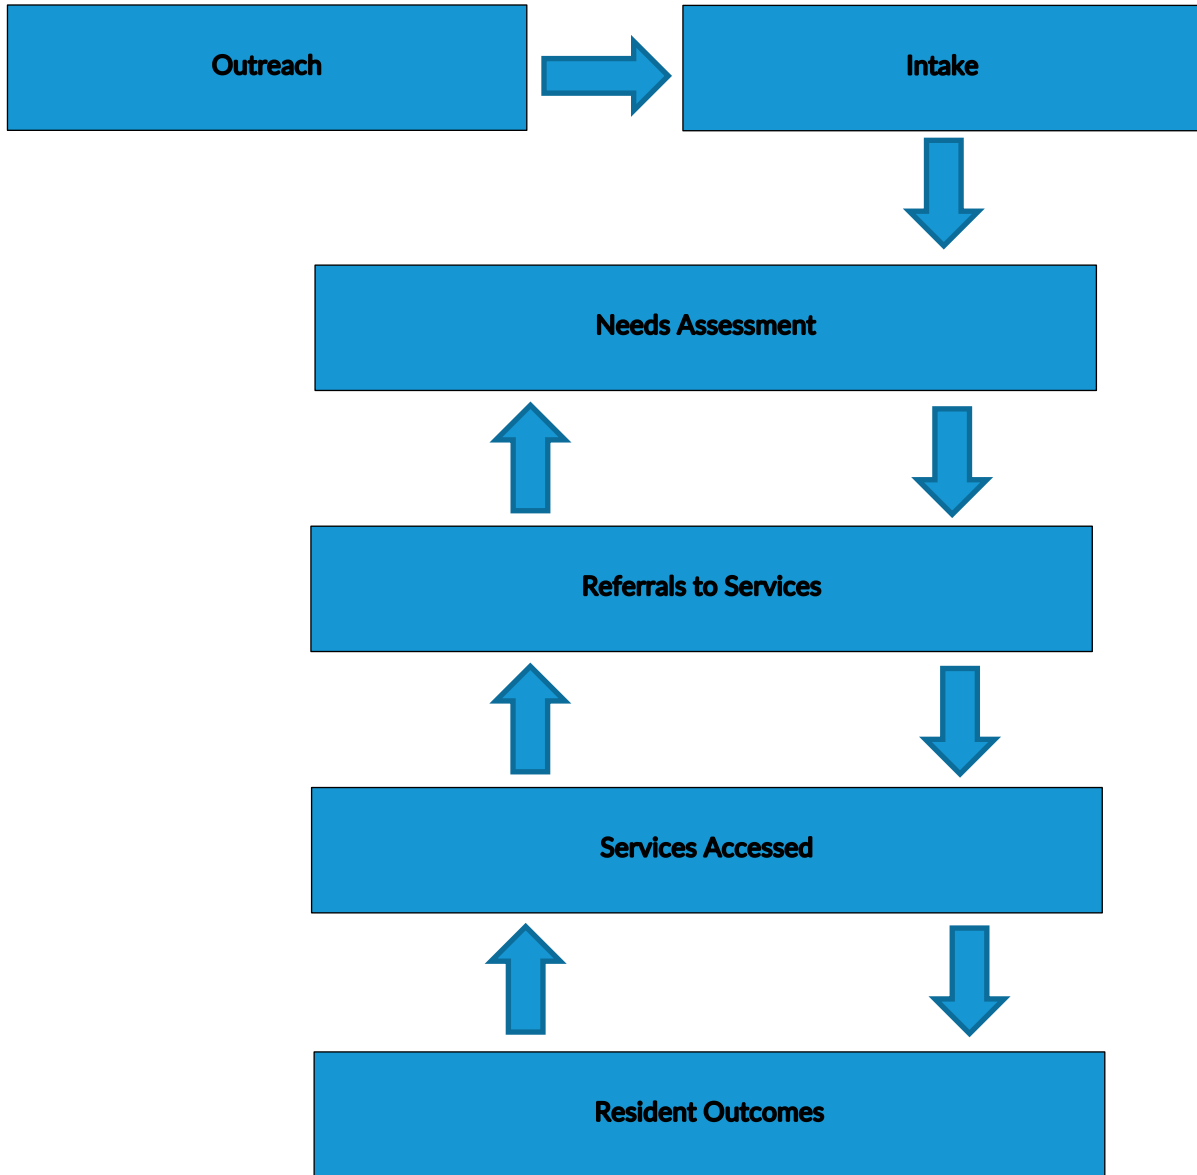 Outreach
Intake
Needs Assessment
Referrals to Services
Services Accessed
Resident Outcomes